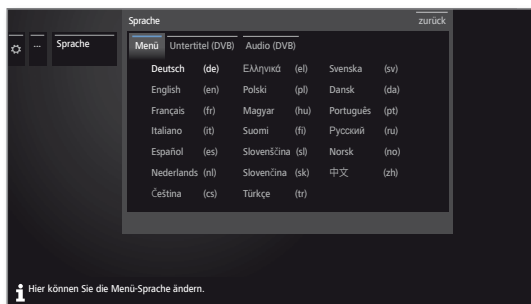 Sprache zurück
... Sprache
Menü Untertitel (DVB) Audio (DVB)
Deutsch (de) Ελληνικά (el) Svenska (sv)
English (en) Polski (pl) Dansk (da)
Français (fr) Magyar (hu) Português (pt)
Italiano (it) Suomi (fi) Русский (ru)
Español (es) Slovenščina (sl) Norsk (no)
Nederlands (nl) Slovenčina (sk) 中文 (zh)
Čeština (cs) Türkçe (tr)
Hier können Sie die Menü-Sprache ändern.